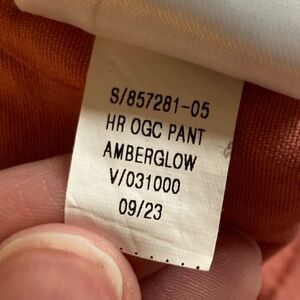 S/857281-05
HR OGC PANT
AMBERGLOW
V/031000
09/23